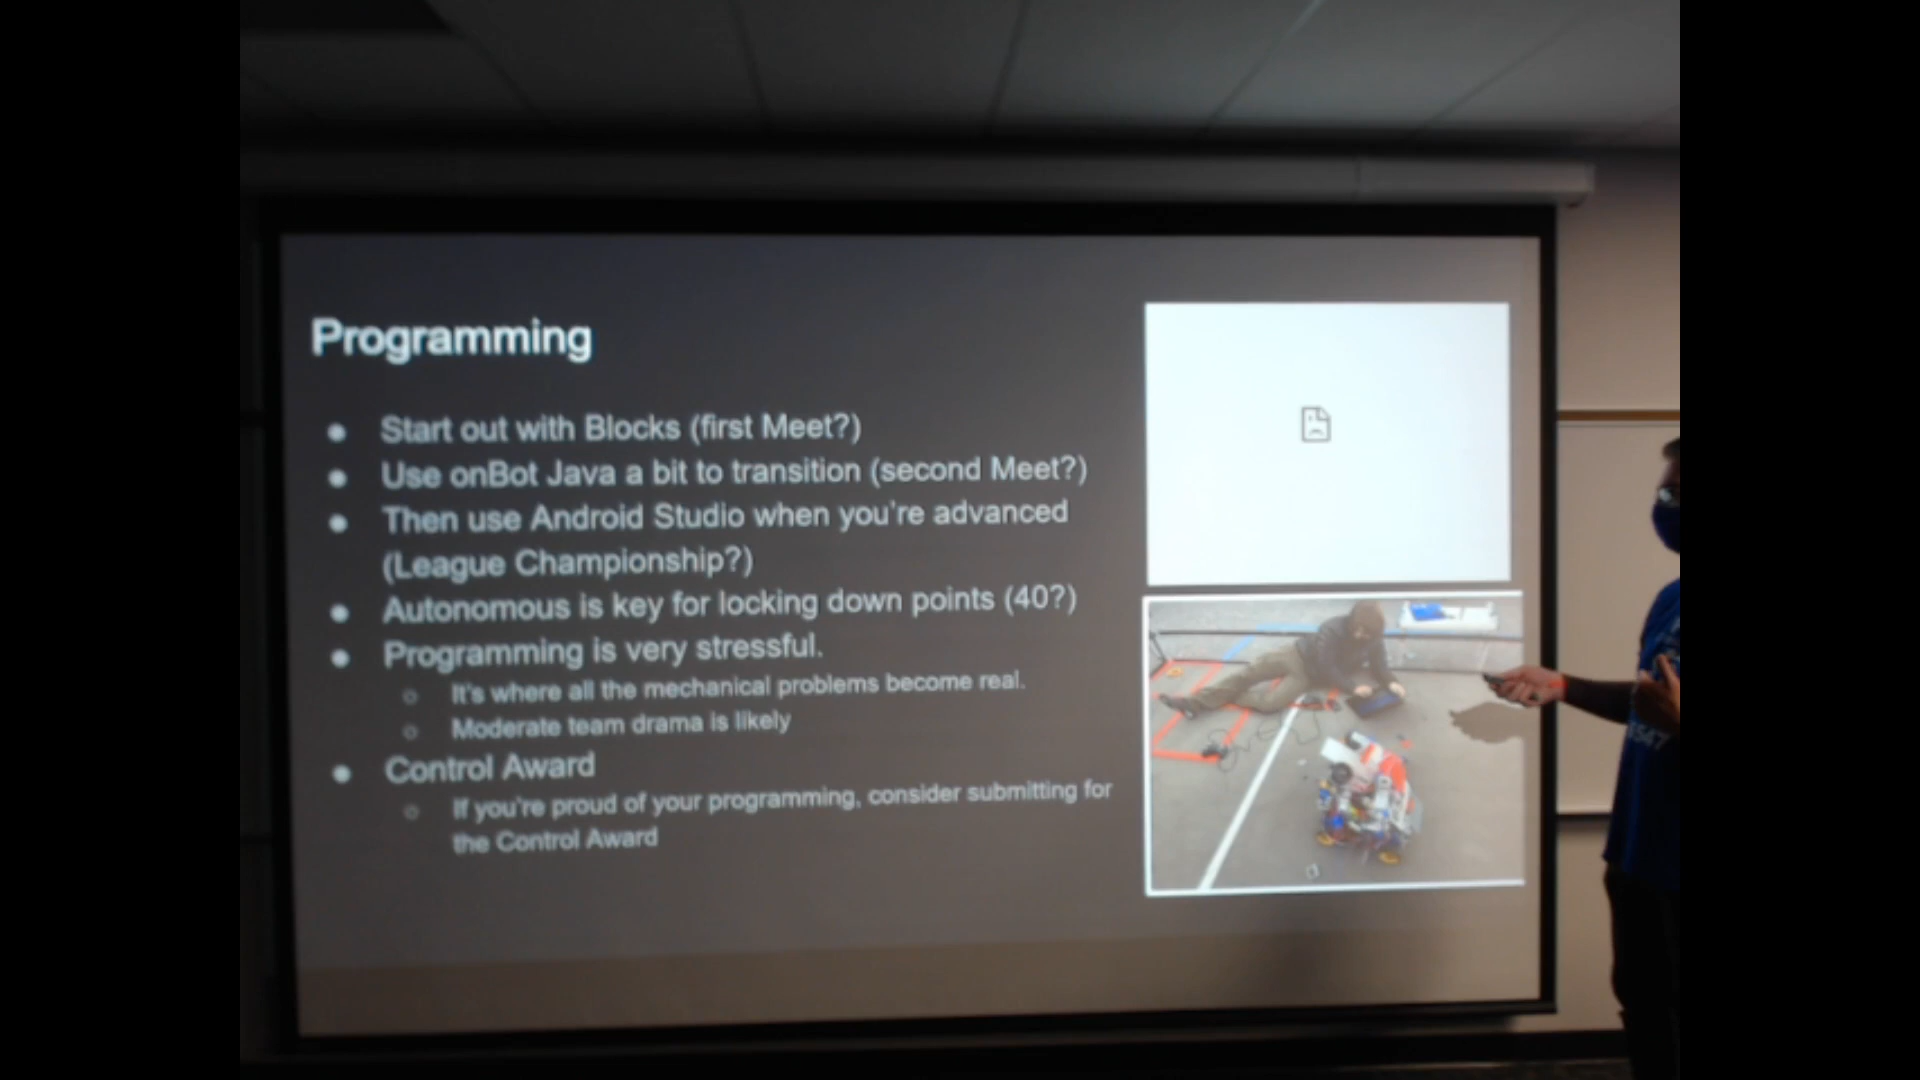 Programming
● Start out with Blocks (first Meet?)
● Use onBot Java a bit to transition (second Meet?)
● Then use Android Studio when you're advanced
(League Championship?)
● Autonomous is key for locking down points (40?)
● Programming is very stressful.
○ It's where all the mechanical problems become real.
○ Moderate team drama is likely
● Control Award
○ If you're proud of your programming, consider submitting for
the Control Award